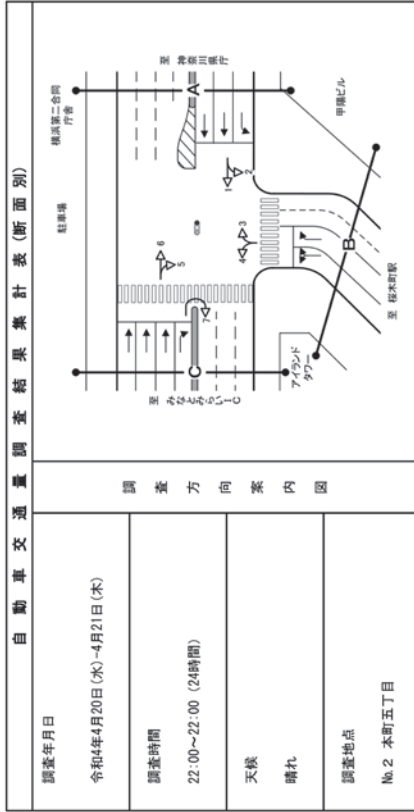 自動車交通量調査結果集計表(断面別)
調査年月日
令和4年4月20日(水)-4月21日(木)
調査時間
22:00~22:00 (24時間)
天候
晴れ
調査地点
No.2 本町五丁目
調査方向案内図
横浜第二合同
庁舎
駐車場
至神奈川県庁
A
甲陽ビル
1
2
3
4
5
6
7
B
C
至みなとみらいIC
アイランド
タワー
至 桜木町駅